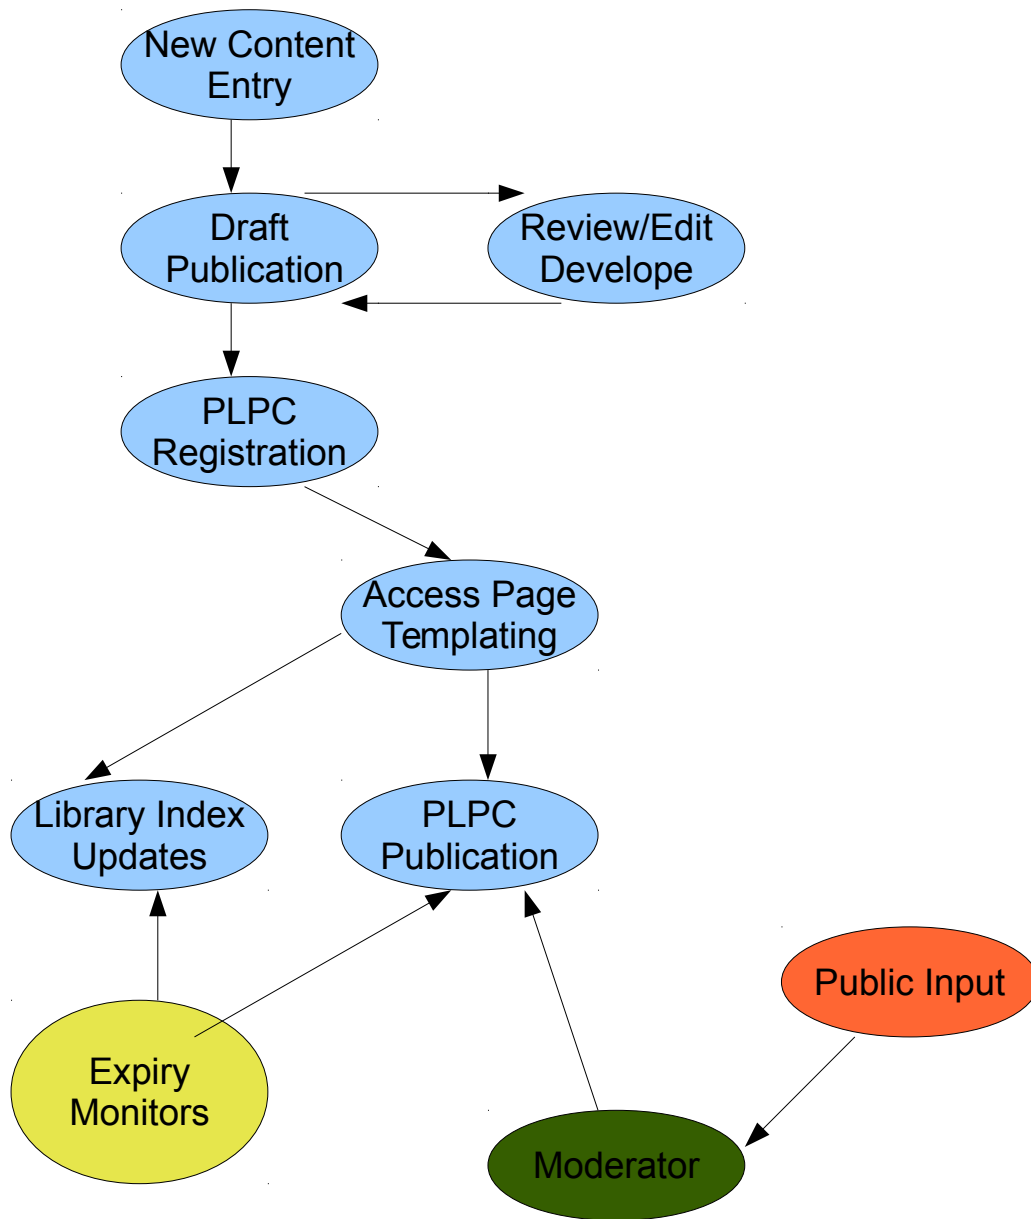 New Content
Entry
Draft
Publication
Review/Edit
Develope
PLPC
Registration
Access Page
Templating
Library Index
Updates
PLPC
Publication
Public Input
Expiry
Monitors
Moderator